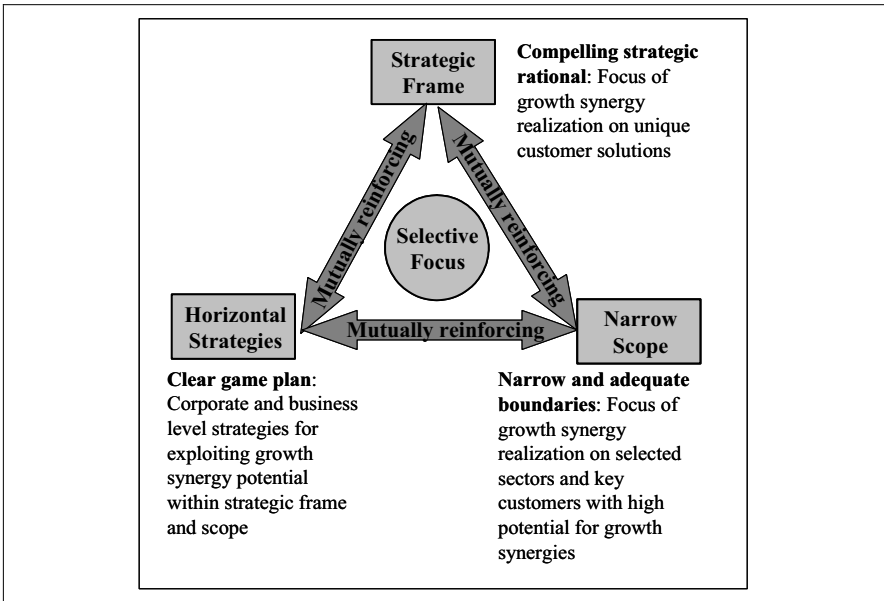 Strategic
Frame
Compelling strategic
rational: Focus of
growth synergy
realization on unique
customer solutions
Mutually reinforcing
Mutually reinforcing
Selective
Focus
Horizontal
Strategies
Mutually reinforcing
Narrow
Scope
Clear game plan:
Corporate and business
level strategies for
exploiting growth
synergy potential
within strategic frame
and scope
Narrow and adequate
boundaries: Focus of
growth synergy
realization on selected
sectors and key
customers with high
potential for growth
synergies